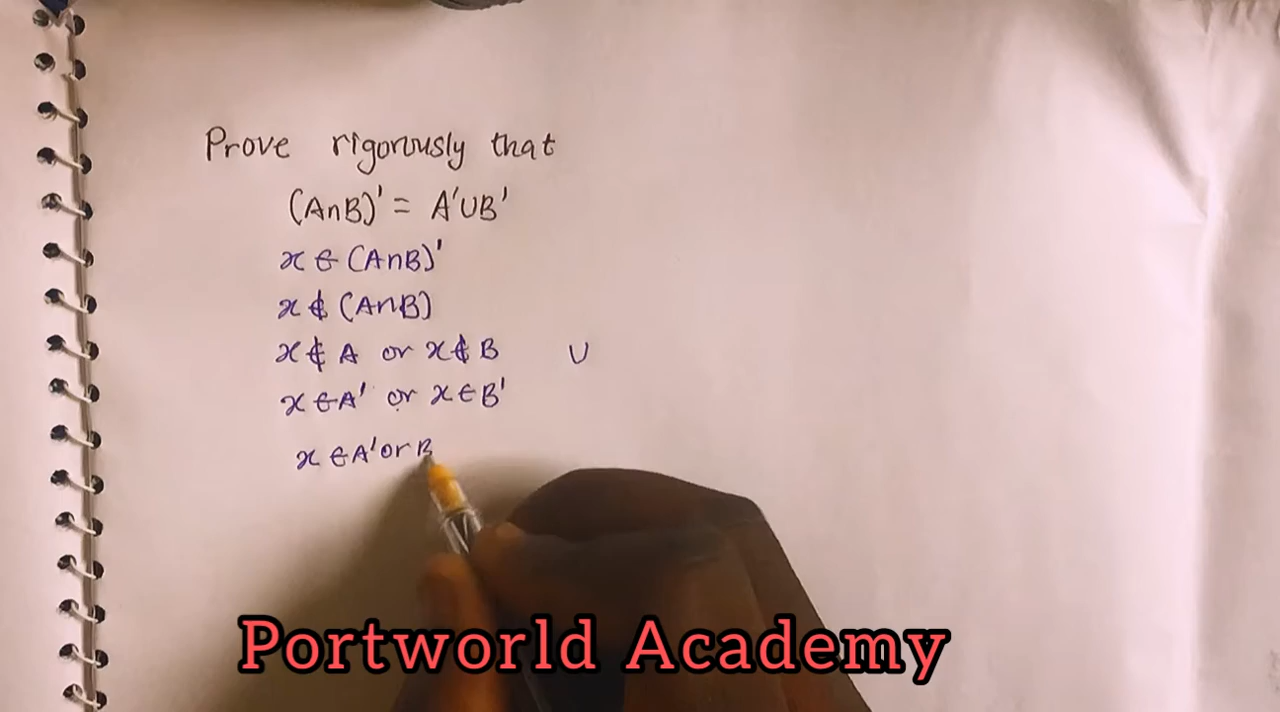 Prove rigorously that
(A∩B)' = A'∪B'
x ∈ (A∩B)'
x ∉ (A∩B)
x ∉ A or x ∉ B ∪
x ∈ A' or x ∈ B'
x ∈ A' or B
Portworld Academy